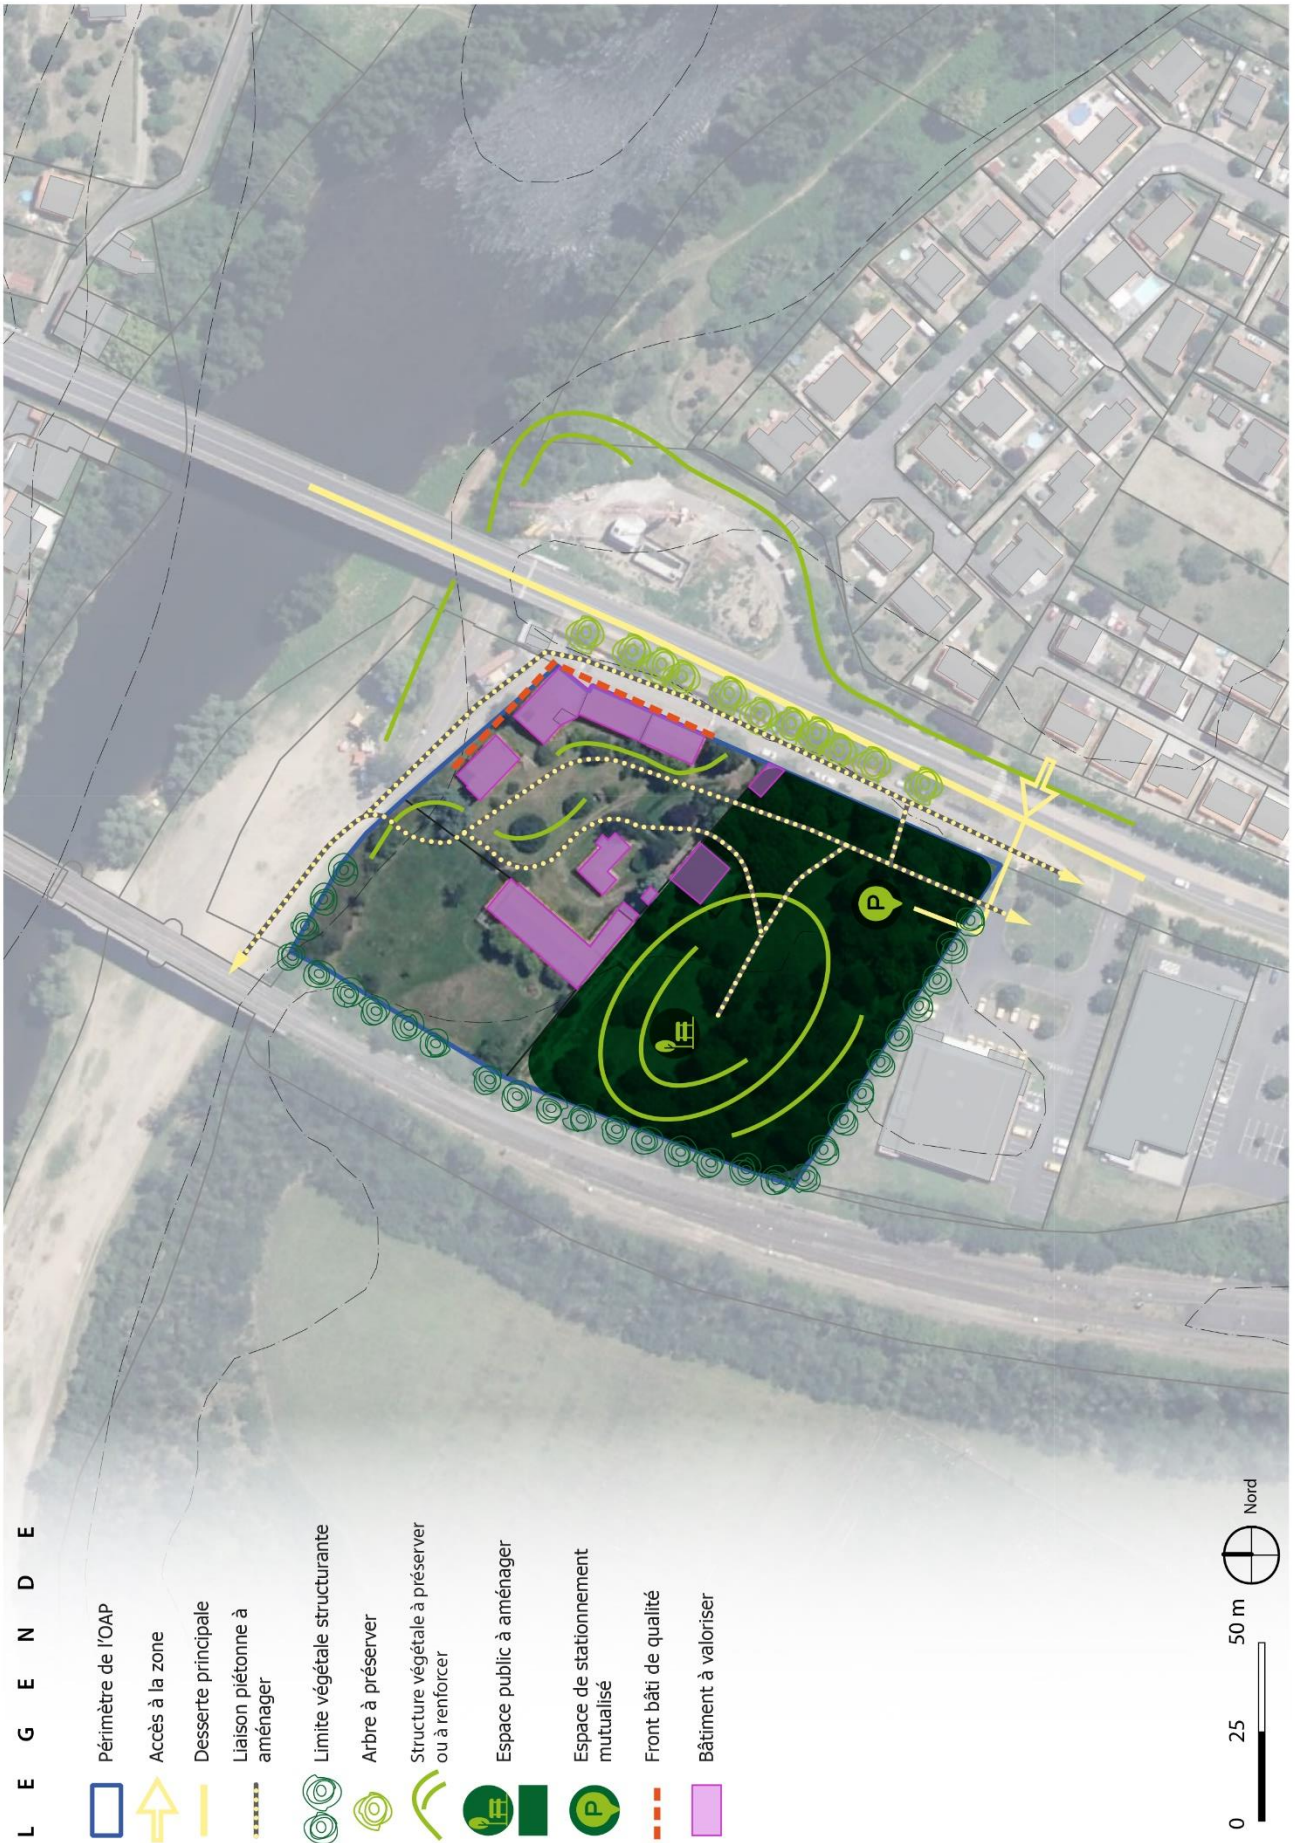 L E G E N D E
Périmètre de l'OAP
Accès à la zone
Desserte principale
Liaison piétonne à
aménager
Limite végétale structurante
Arbre à préserver
Structure végétale à préserver
ou à renforcer
Espace public à aménager
Espace de stationnement
mutualisé
Front bâti de qualité
Bâtiment à valoriser
P
P
0 25 50 m
Nord